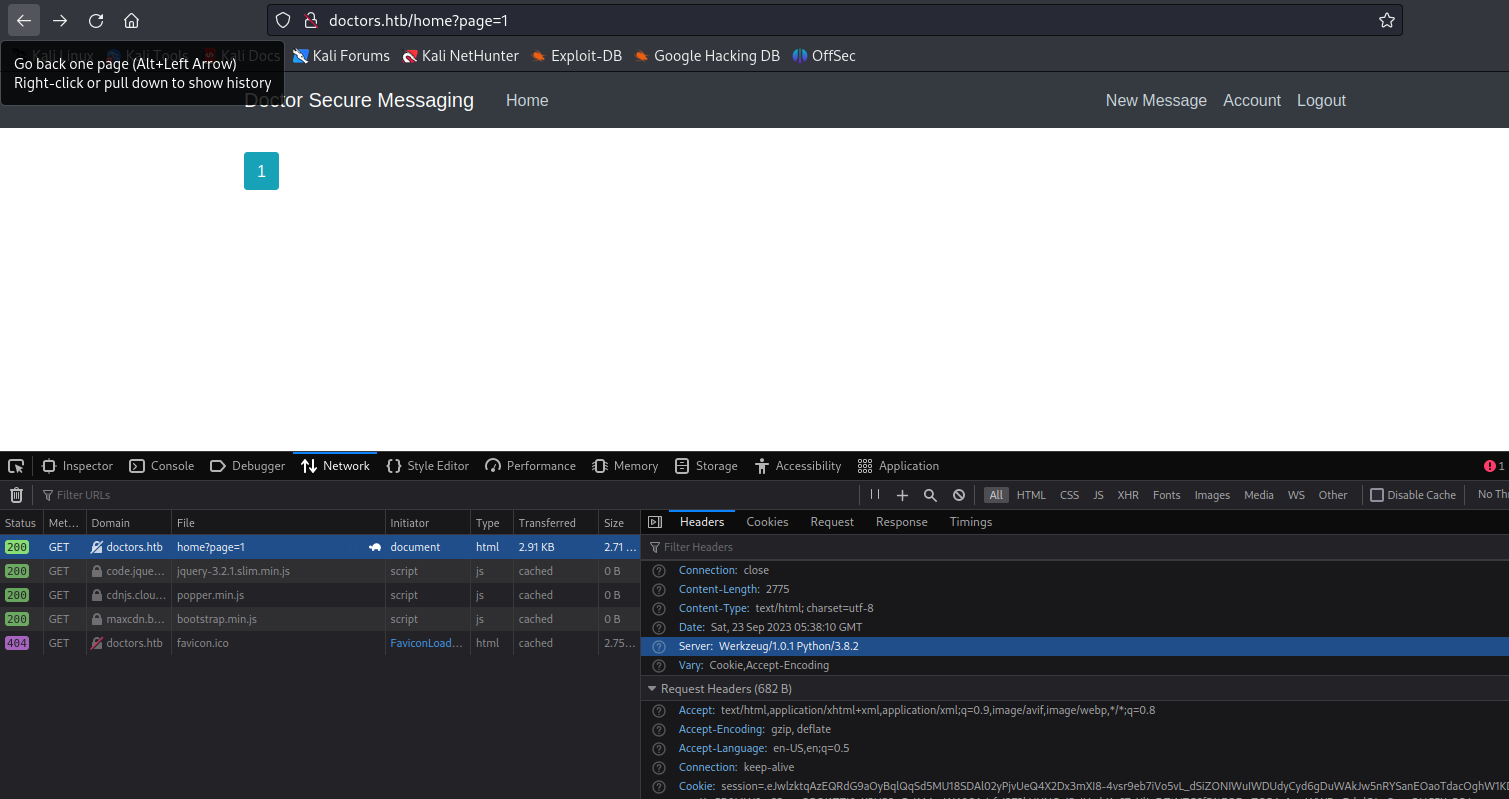 doctors.htb/home?page=1
Kali Linux Kali Tools Kali Docs Kali Forums Kali NetHunter Exploit-DB Google Hacking DB OffSec
Go back one page (Alt+Left Arrow)
Right-click or pull down to show history
Doctor Secure Messaging Home New Message Account Logout
1
Inspector Console Debugger Network Style Editor Performance Memory Storage Accessibility Application 1
Filter URLs All HTML CSS JS XHR Fonts Images Media WS Other Disable Cache No Thr
Status Met... Domain File Initiator Type Transferred Size
200 GET doctors.htb home?page=1 document html 2.91 KB 2.71 ...
200 GET code.jque... jquery-3.2.1.slim.min.js script js cached 0 B
200 GET cdnjs.clou... popper.min.js script js cached 0 B
200 GET maxcdn.b... bootstrap.min.js script js cached 0 B
404 GET doctors.htb favicon.ico FaviconLoad... html cached 2.75...
Headers Cookies Request Response Timings
Filter Headers
Connection: close
Content-Length: 2775
Content-Type: text/html; charset=utf-8
Date: Sat, 23 Sep 2023 05:38:10 GMT
Server: Werkzeug/1.0.1 Python/3.8.2
Vary: Cookie,Accept-Encoding
Request Headers (682 B)
Accept: text/html,application/xhtml+xml,application/xml;q=0.9,image/avif,image/webp,*/*;q=0.8
Accept-Encoding: gzip, deflate
Accept-Language: en-US,en;q=0.5
Connection: keep-alive
Cookie: